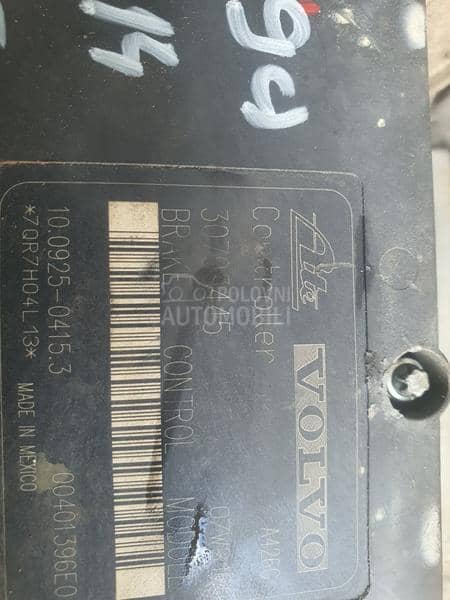 94
14
Ate VOLVO
Controller
BRAKE CONTROL MODULE
10.0925-0415.3 00401396E0
*7QR7H04L13* MADE IN MEXICO
POLOVNI
AUTOMOBILI